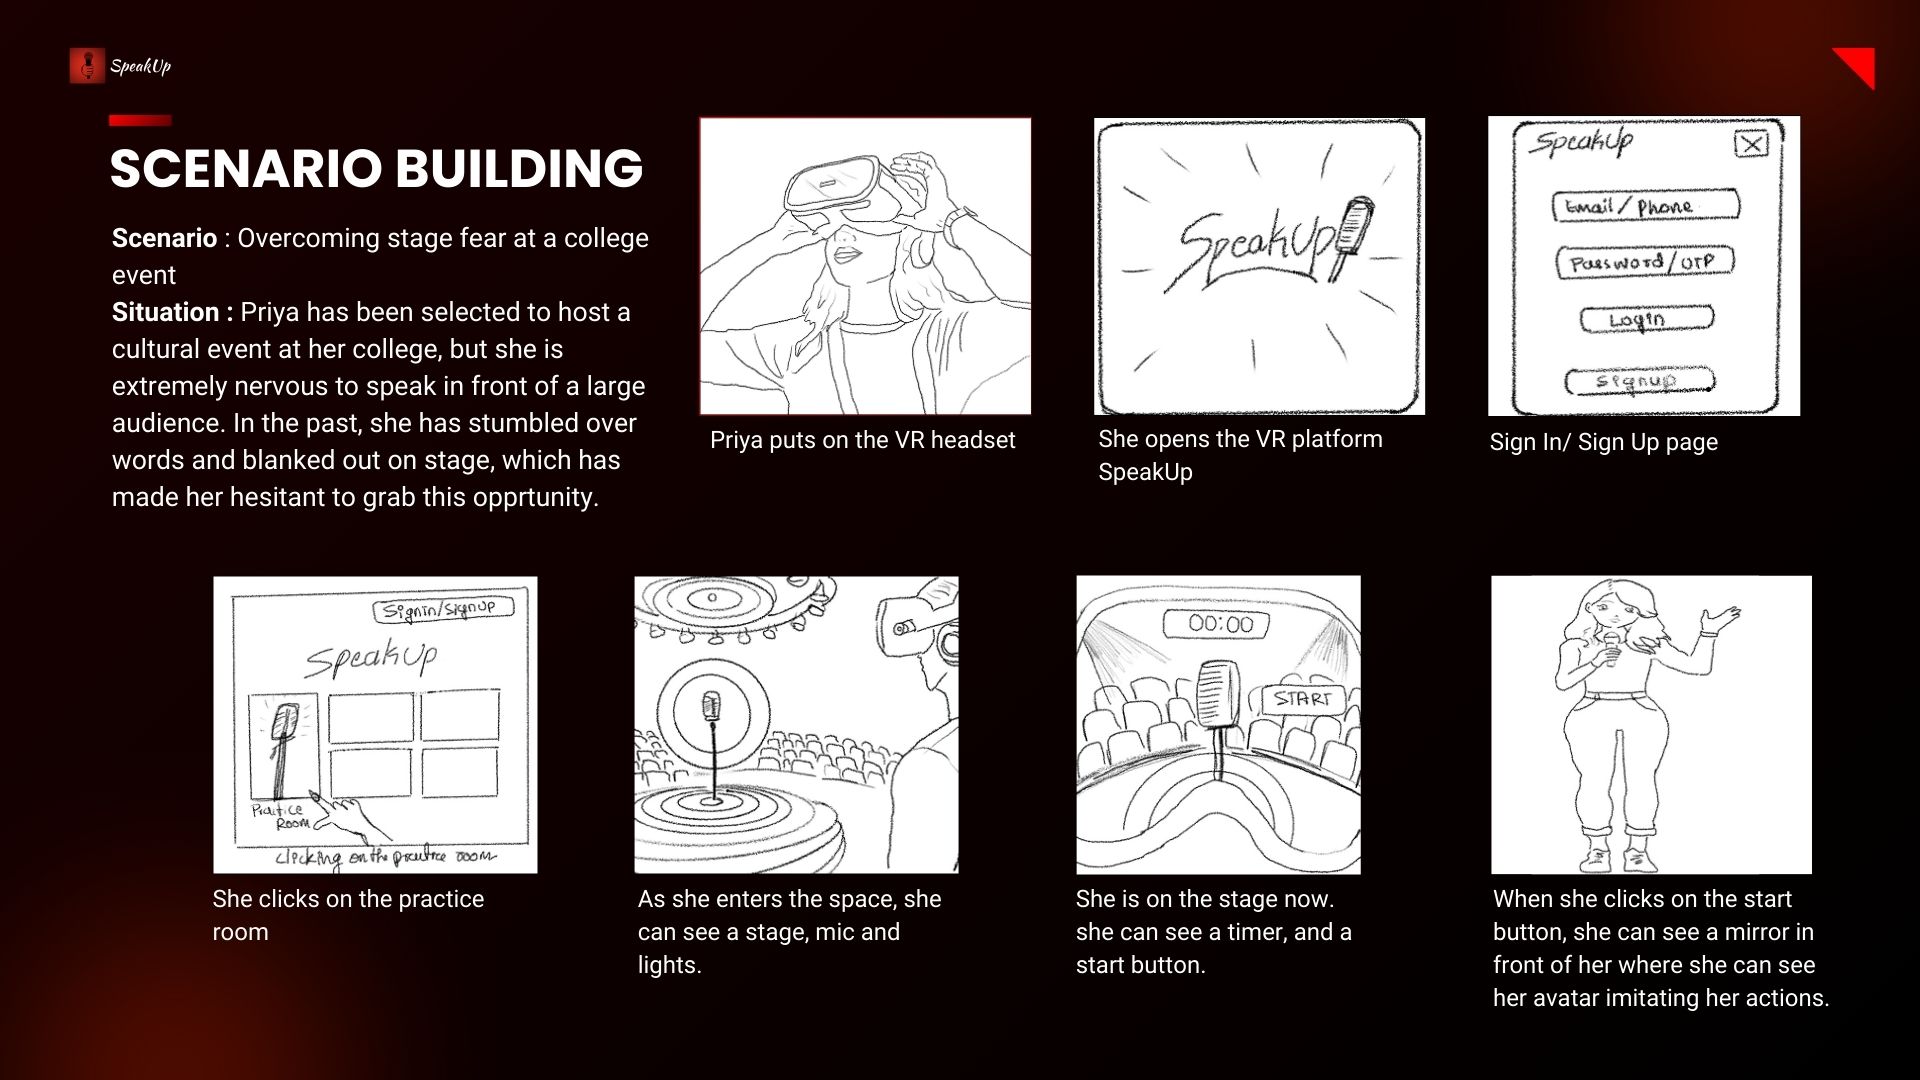 SpeakUp
SCENARIO BUILDING
Scenario : Overcoming stage fear at a college
event
Situation : Priya has been selected to host a
cultural event at her college, but she is
extremely nervous to speak in front of a large
audience. In the past, she has stumbled over
words and blanked out on stage, which has
made her hesitant to grab this opprtunity.
Priya puts on the VR headset
SpeakUp
She opens the VR platform
SpeakUp
SpeakUp
Email/Phone
Password/OTP
Login
Signup
Sign In/ Sign Up page
Signin/signup
SpeakUp
Practice
Room
clicking on the practice room
She clicks on the practice
room
As she enters the space, she
can see a stage, mic and
lights.
00:00
START
She is on the stage now.
she can see a timer, and a
start button.
When she clicks on the start
button, she can see a mirror in
front of her where she can see
her avatar imitating her actions.